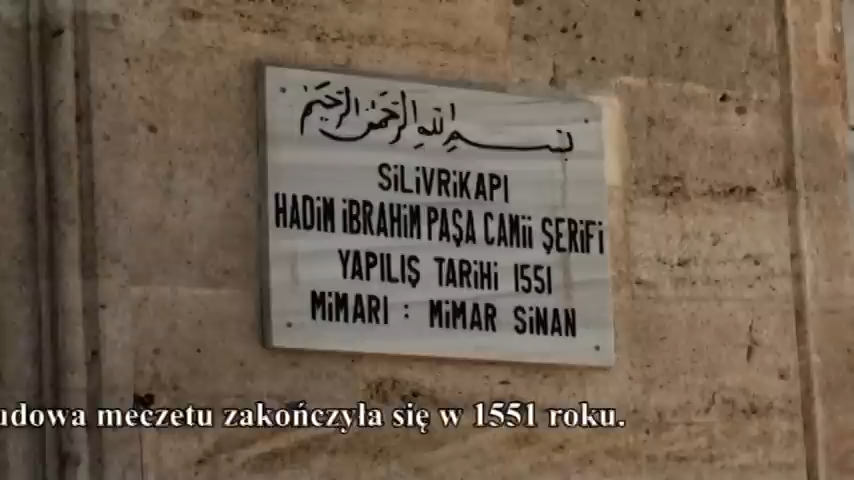 بسم الله الرحمن الرحيم
SİLİVRİKAPI
HADİM İBRAHİM PAŞA CAMİİ ŞERİFİ
YAPILIŞ TARİHİ 1551
MİMARI : MİMAR SİNAN
udowa meczetu zakończyła się w 1551 roku.